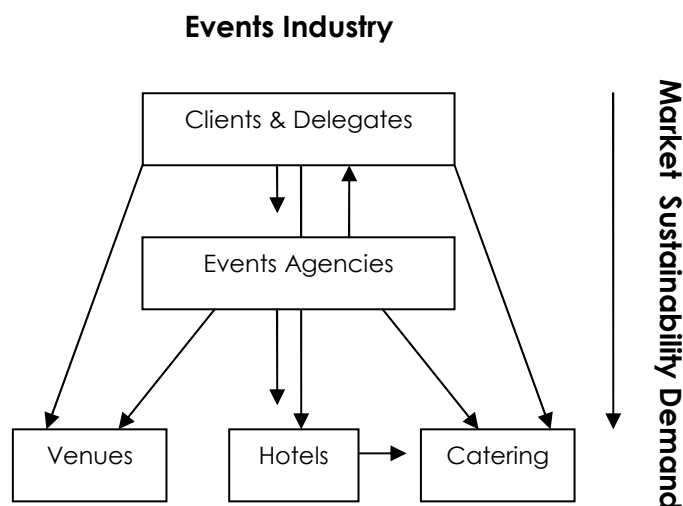 Events Industry
Clients & Delegates
Events Agencies
Venues
Hotels
Catering
Market Sustainability Demand